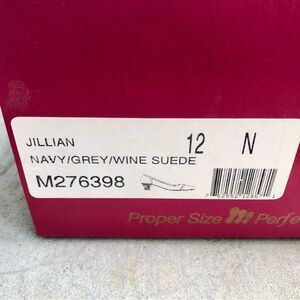 JILLIAN 12 N
NAVY/GREY/WINE SUEDE
M276398
Proper Size